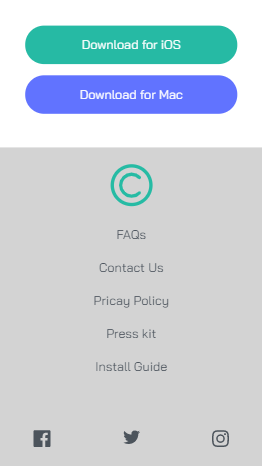 Download for iOS
Download for Mac
FAQs
Contact Us
Pricay Policy
Press kit
Install Guide